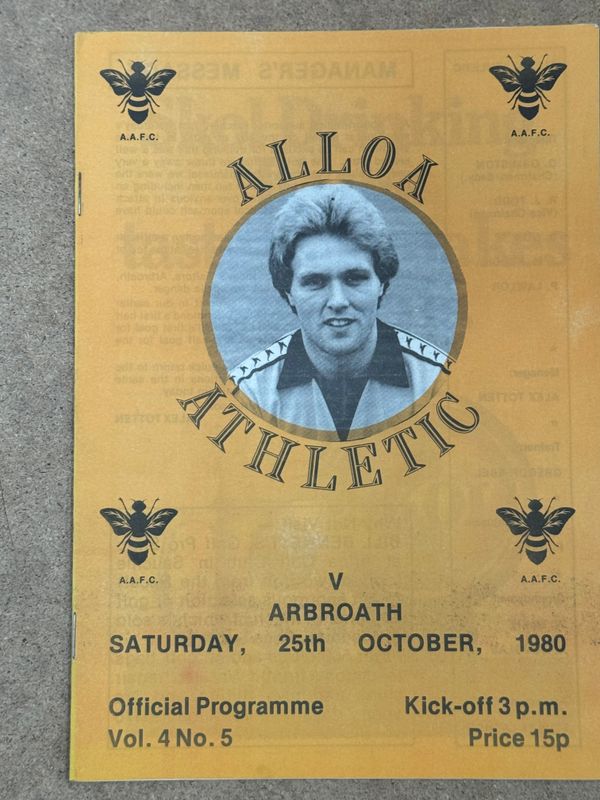 A.A.F.C.
A.A.F.C.
ALLOA
ATHLETIC
A.A.F.C.
A.A.F.C.
V
ARBROATH
SATURDAY, 25th OCTOBER, 1980
Official Programme
Kick-off 3 p.m.
Vol. 4 No. 5
Price 15p